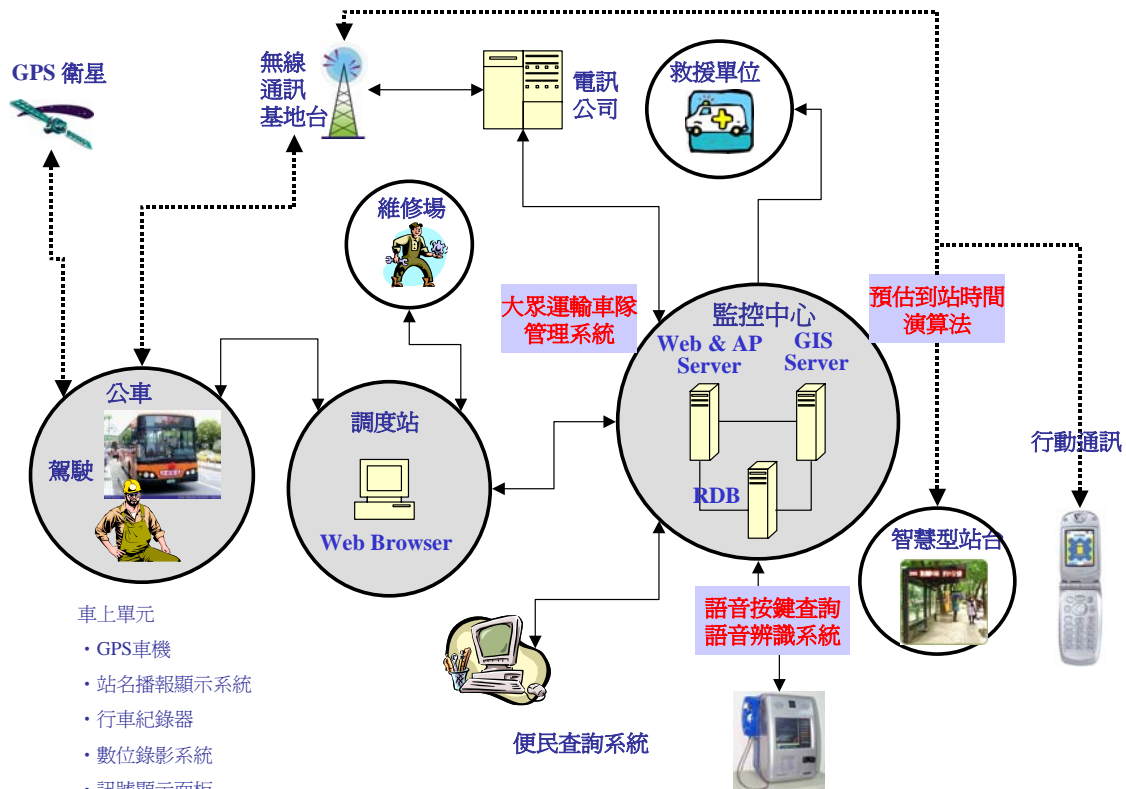 GPS 衛星
無線
通訊
基地台
電訊
公司
救援單位
維修場
大眾運輸車隊
管理系統
預估到站時間
演算法
監控中心
Web & AP
Server
GIS
Server
RDB
公車
駕駛
調度站
Web Browser
行動通訊
智慧型站台
語音按鍵查詢
語音辨識系統
便民查詢系統
車上單元
・GPS車機
・站名播報顯示系統
・行車紀錄器
・數位錄影系統
・訊號顯示面板